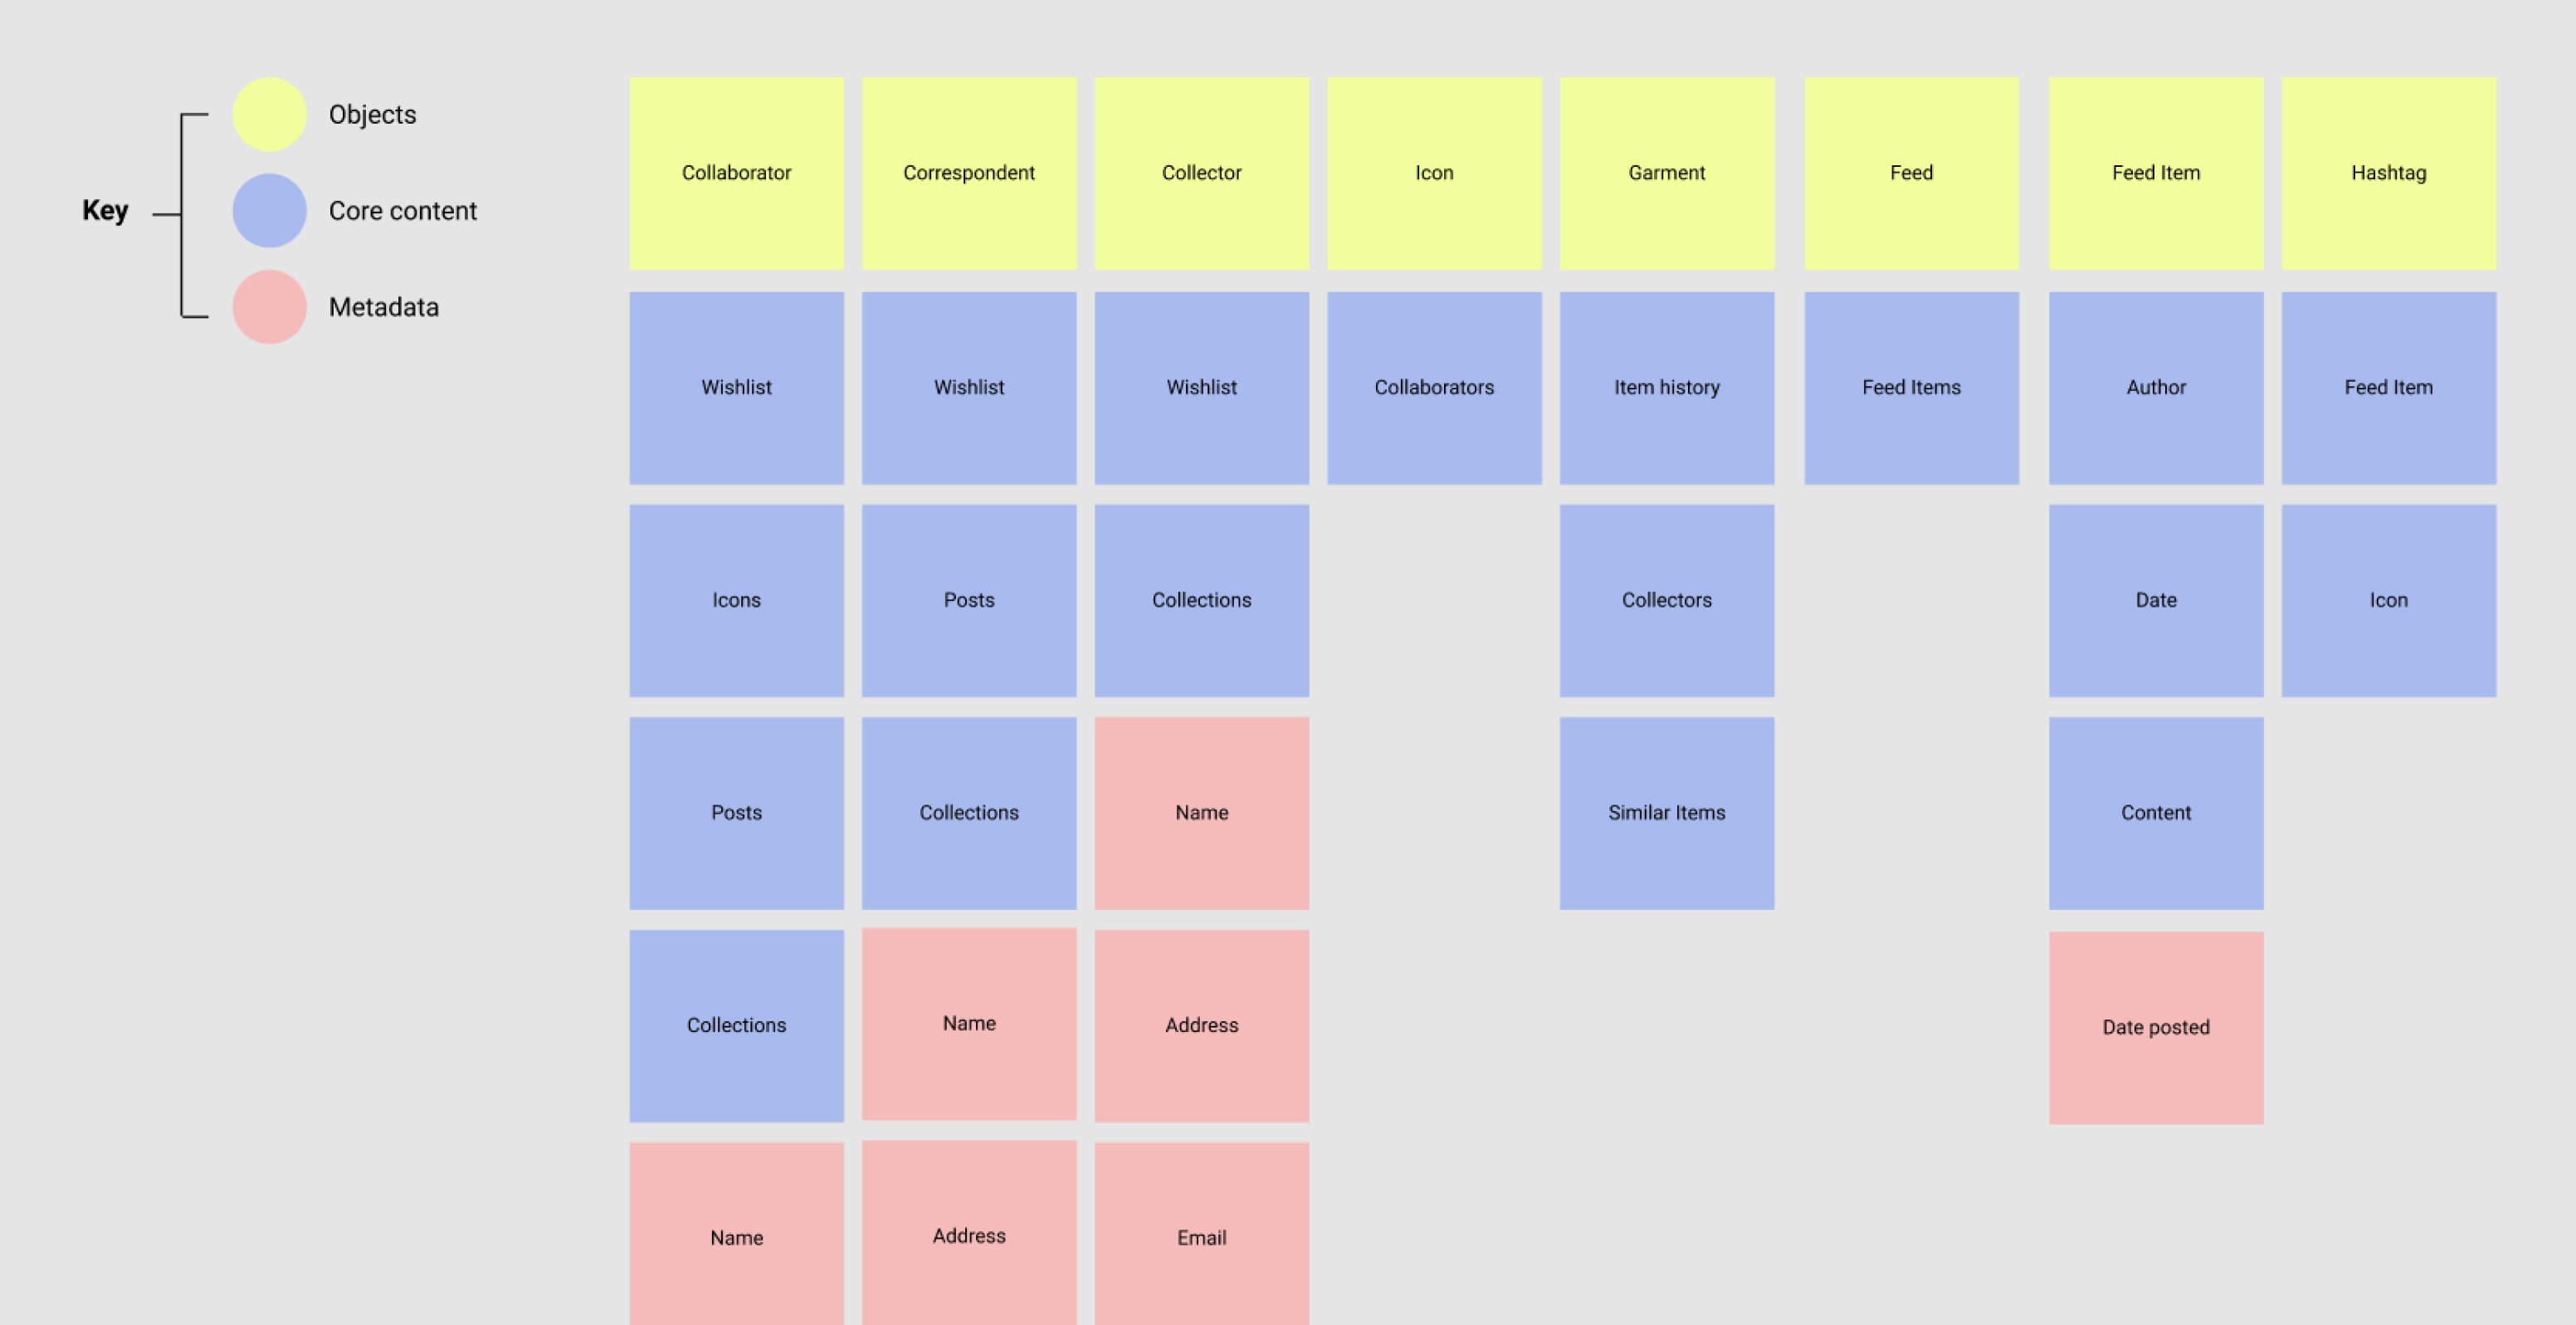 Key
Objects
Core content
Metadata
Collaborator
Correspondent
Collector
Icon
Garment
Feed
Feed Item
Hashtag
Wishlist
Wishlist
Wishlist
Collaborators
Item history
Feed Items
Author
Feed Item
Icons
Posts
Collections
Collectors
Date
Icon
Posts
Collections
Name
Similar Items
Content
Collections
Name
Address
Date posted
Name
Address
Email